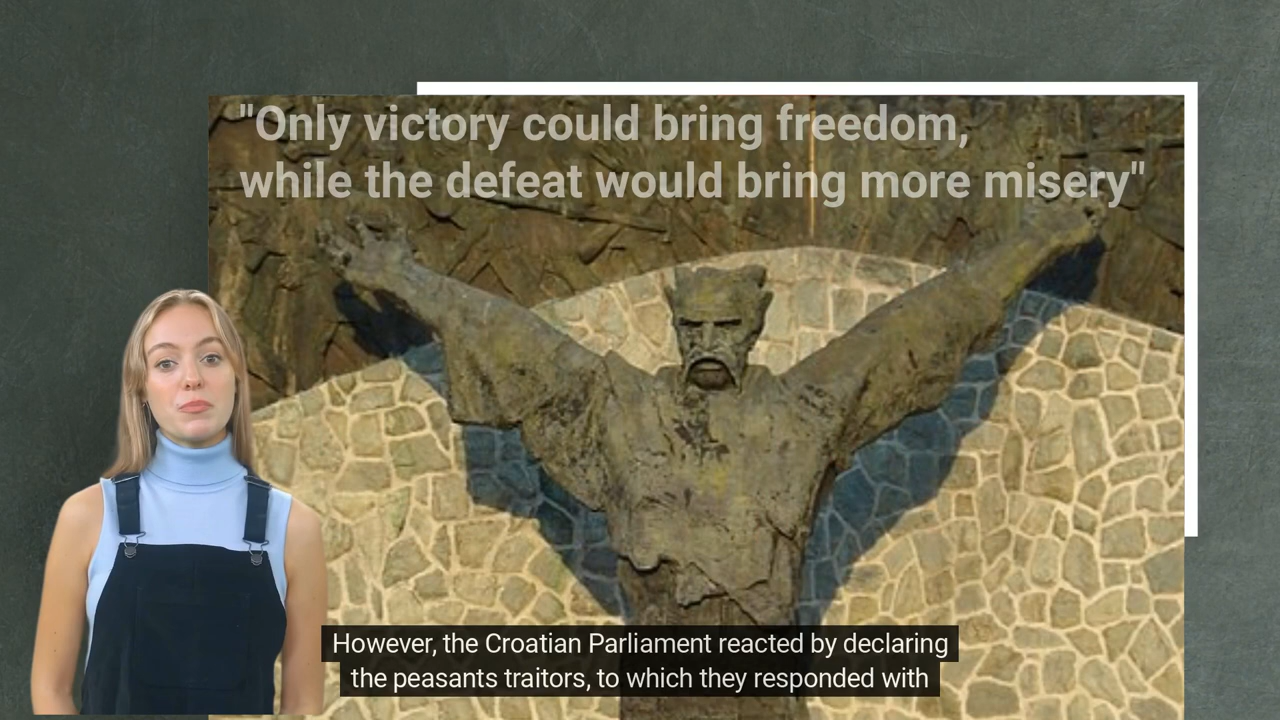 "Only victory could bring freedom,
while the defeat would bring more misery"
However, the Croatian Parliament reacted by declaring
the peasants traitors, to which they responded with